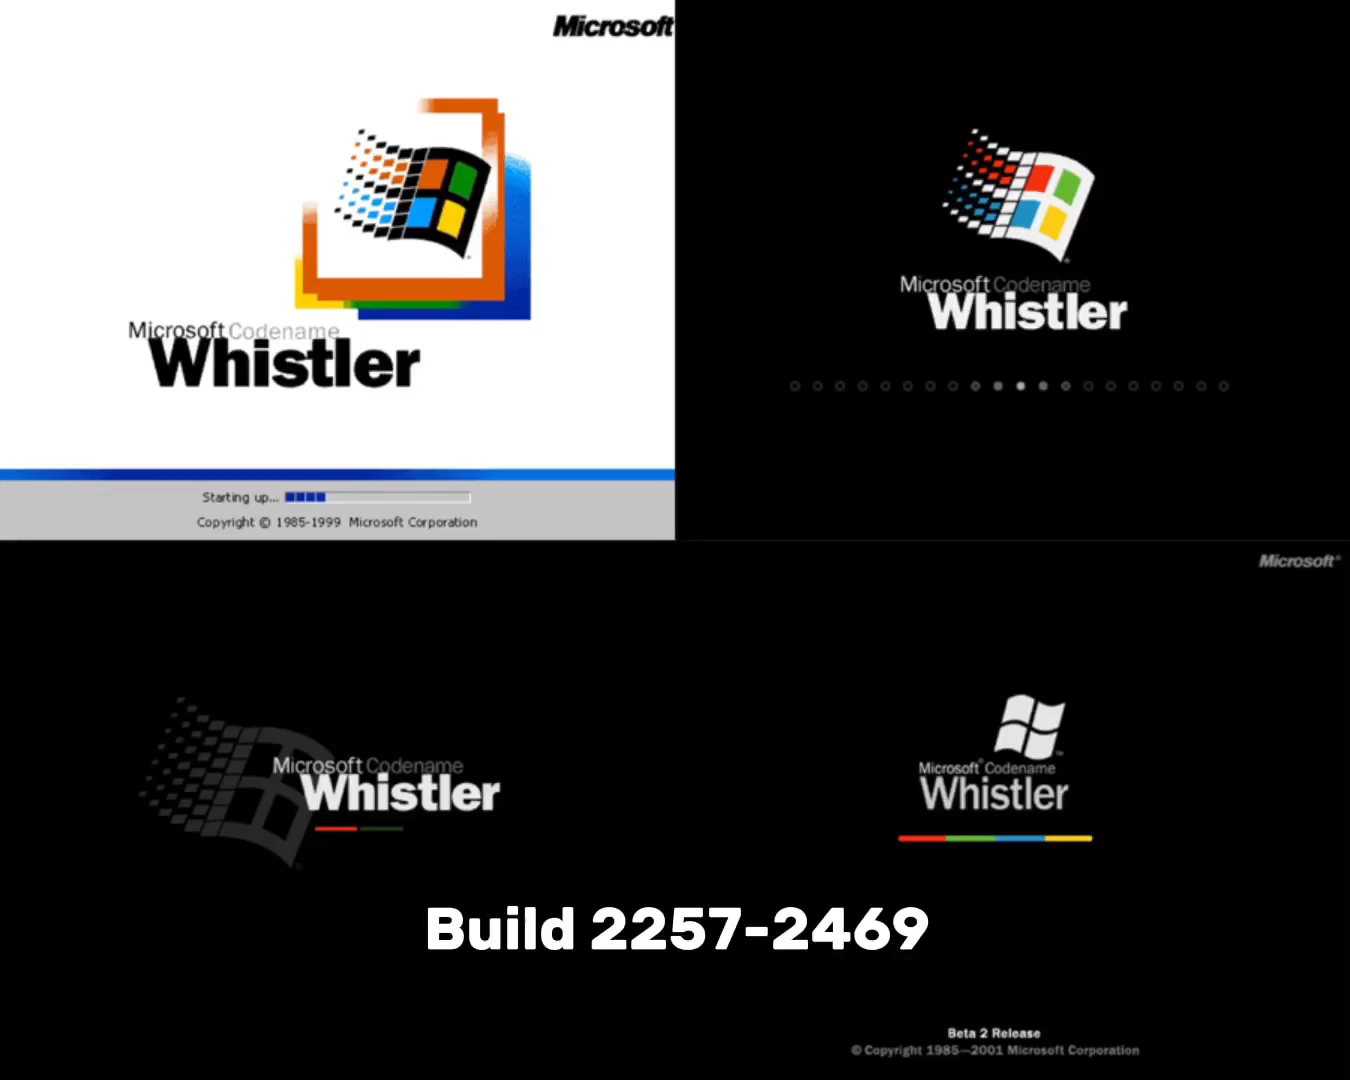 Microsoft
Microsoft Codename
Whistler
Starting up...
Copyright © 1985-1999 Microsoft Corporation
Microsoft Codename
Whistler
Microsoft Codename
Whistler
Microsoft®
Microsoft® Codename
Whistler
Build 2257-2469
Beta 2 Release
© Copyright 1985—2001 Microsoft Corporation